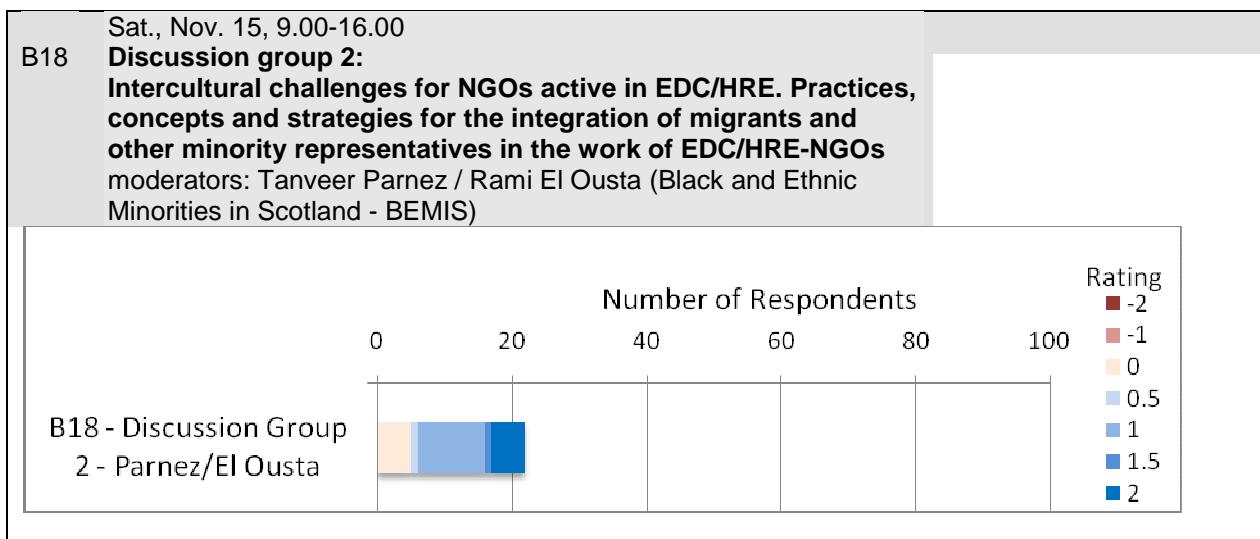 Sat., Nov. 15, 9.00-16.00
B18 Discussion group 2:
Intercultural challenges for NGOs active in EDC/HRE. Practices,
concepts and strategies for the integration of migrants and
other minority representatives in the work of EDC/HRE-NGOs
moderators: Tanveer Parnez / Rami El Ousta (Black and Ethnic
Minorities in Scotland - BEMIS)
Number of Respondents
0 20 40 60 80 100
B18 - Discussion Group
2 - Parnez/El Ousta
Rating
-2
-1
0
0.5
1
1.5
2